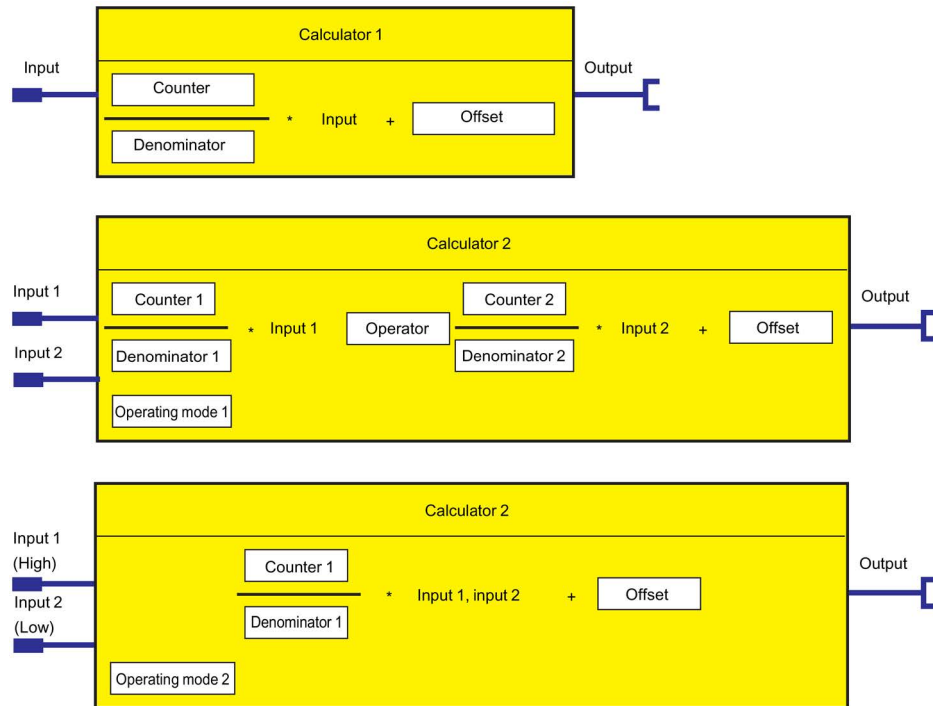 Calculator 1
Input
Output
Counter
Denominator
* Input +
Offset
Calculator 2
Input 1
Output
Counter 1
Counter 2
* Input 1
Operator
* Input 2 +
Offset
Input 2
Denominator 1
Denominator 2
Operating mode 1
Calculator 2
Input 1
(High)
Output
Counter 1
* Input 1, input 2 +
Offset
Input 2
(Low)
Denominator 1
Operating mode 2